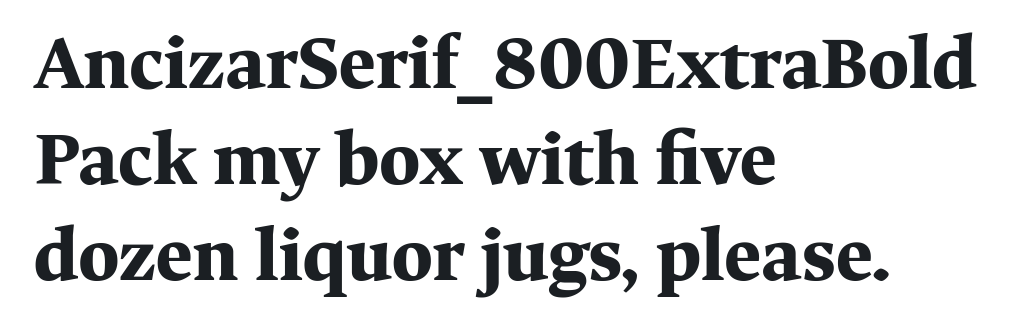 AncizarSerif_800ExtraBold
Pack my box with five
dozen liquor jugs, please.